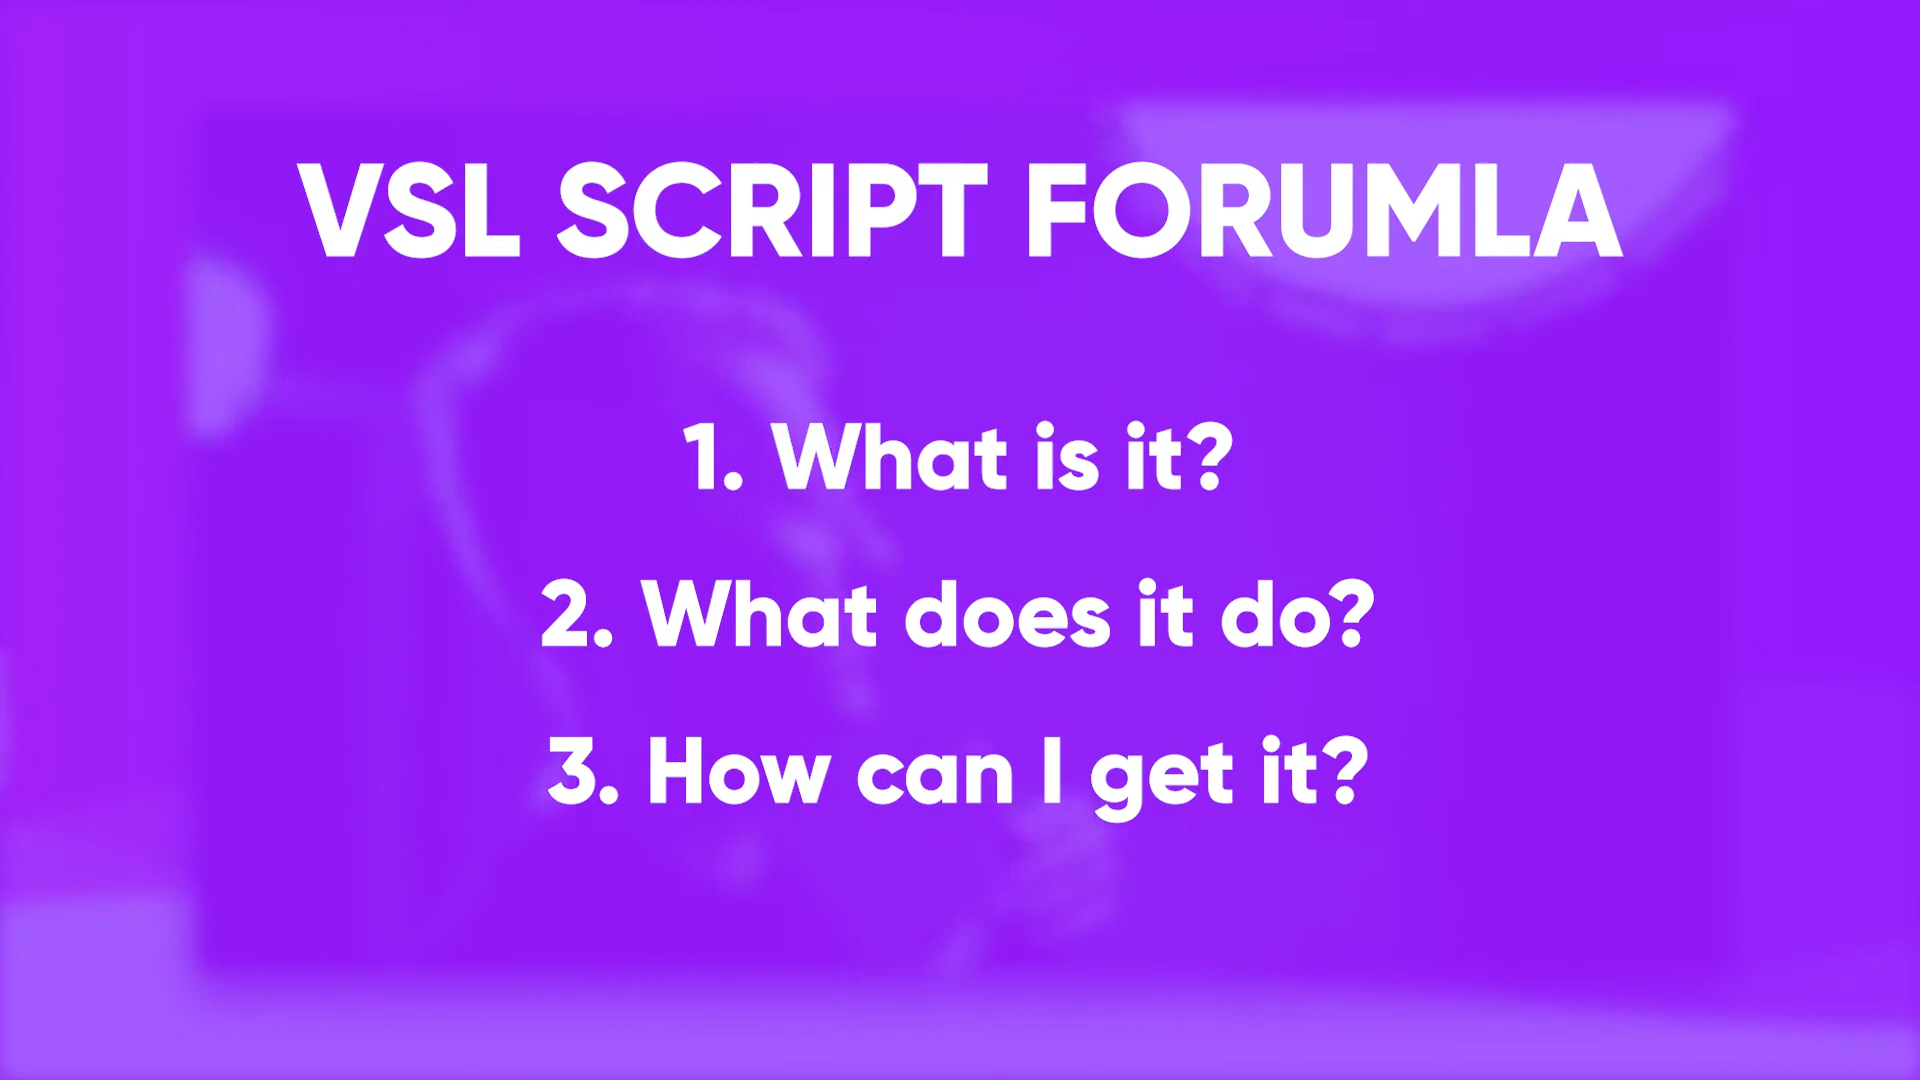 VSL SCRIPT FORUMLA
1. What is it?
2. What does it do?
3. How can I get it?